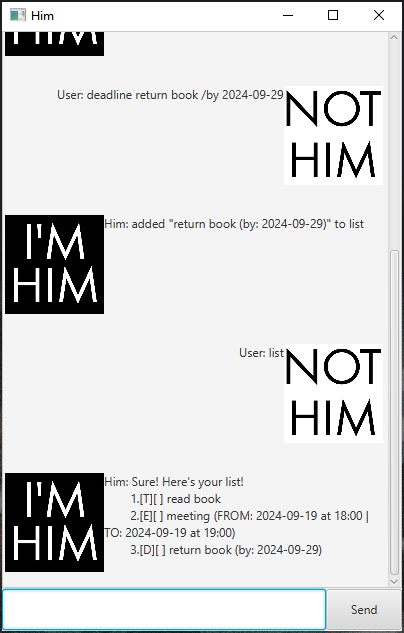 Him
HIM
User: deadline return book /by 2024-09-29
NOT
HIM
I'M
HIM
Him: added "return book (by: 2024-09-29)" to list
User: list
NOT
HIM
I'M
HIM
Him: Sure! Here's your list!
1.[T][ ] read book
2.[E][ ] meeting (FROM: 2024-09-19 at 18:00 |
TO: 2024-09-19 at 19:00)
3.[D][ ] return book (by: 2024-09-29)
Send